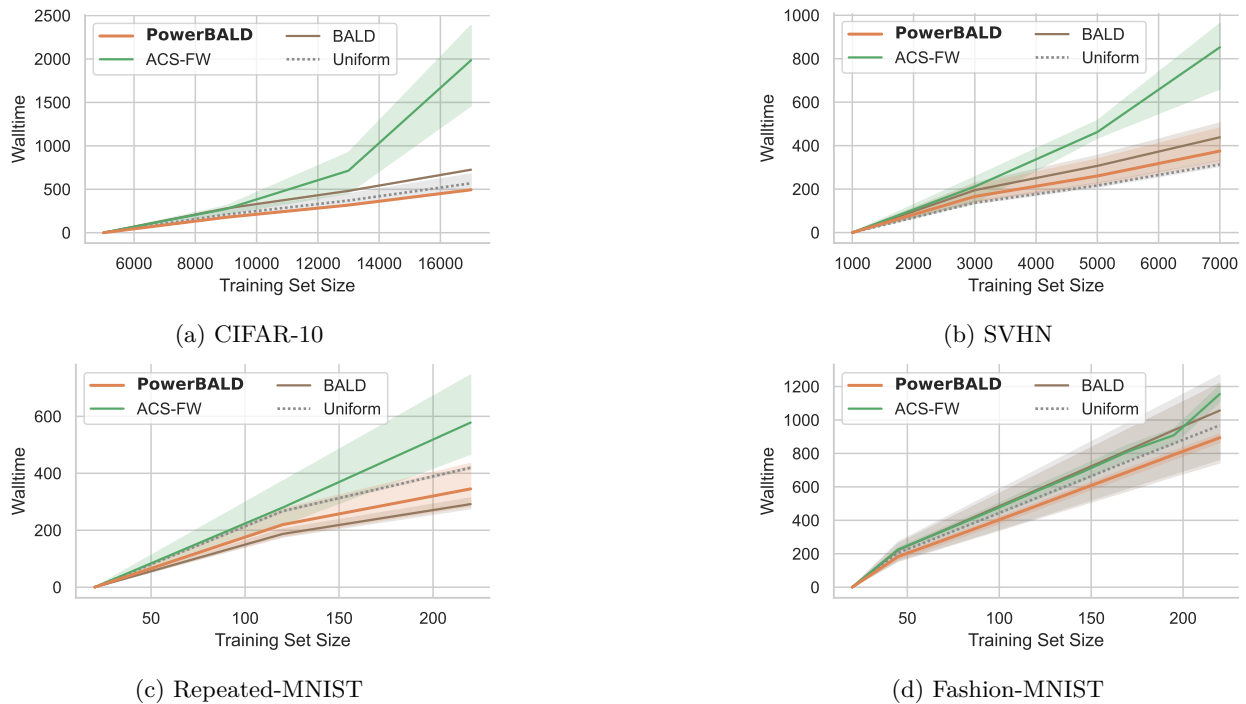 2500
2000
1500
1000
500
0
Walltime
PowerBALD
BALD
ACS-FW
Uniform
6000 8000 10000 12000 14000 16000
Training Set Size
(a) CIFAR-10
1000
800
600
400
200
0
Walltime
PowerBALD
BALD
ACS-FW
Uniform
1000 2000 3000 4000 5000 6000 7000
Training Set Size
(b) SVHN
600
400
200
0
Walltime
PowerBALD
BALD
ACS-FW
Uniform
50 100 150 200
Training Set Size
(c) Repeated-MNIST
1200
1000
800
600
400
200
0
Walltime
PowerBALD
BALD
ACS-FW
Uniform
50 100 150 200
Training Set Size
(d) Fashion-MNIST